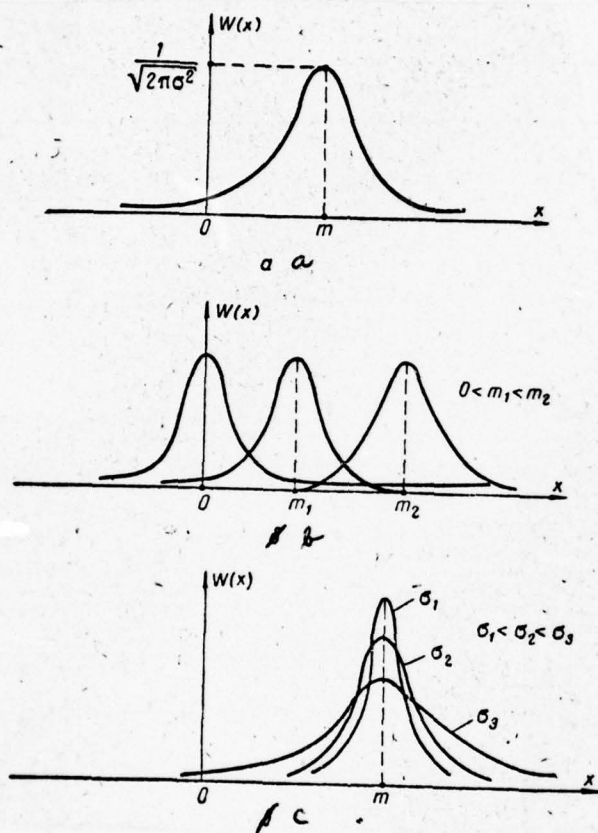 W(x)
1/√2πσ²
0 m x
a a
W(x)
0 < m₁ < m₂
0 m₁ m₂ x
b
W(x)
σ₁
σ₂
σ₁ < σ₂ < σ₃
σ₃
0 m x
c